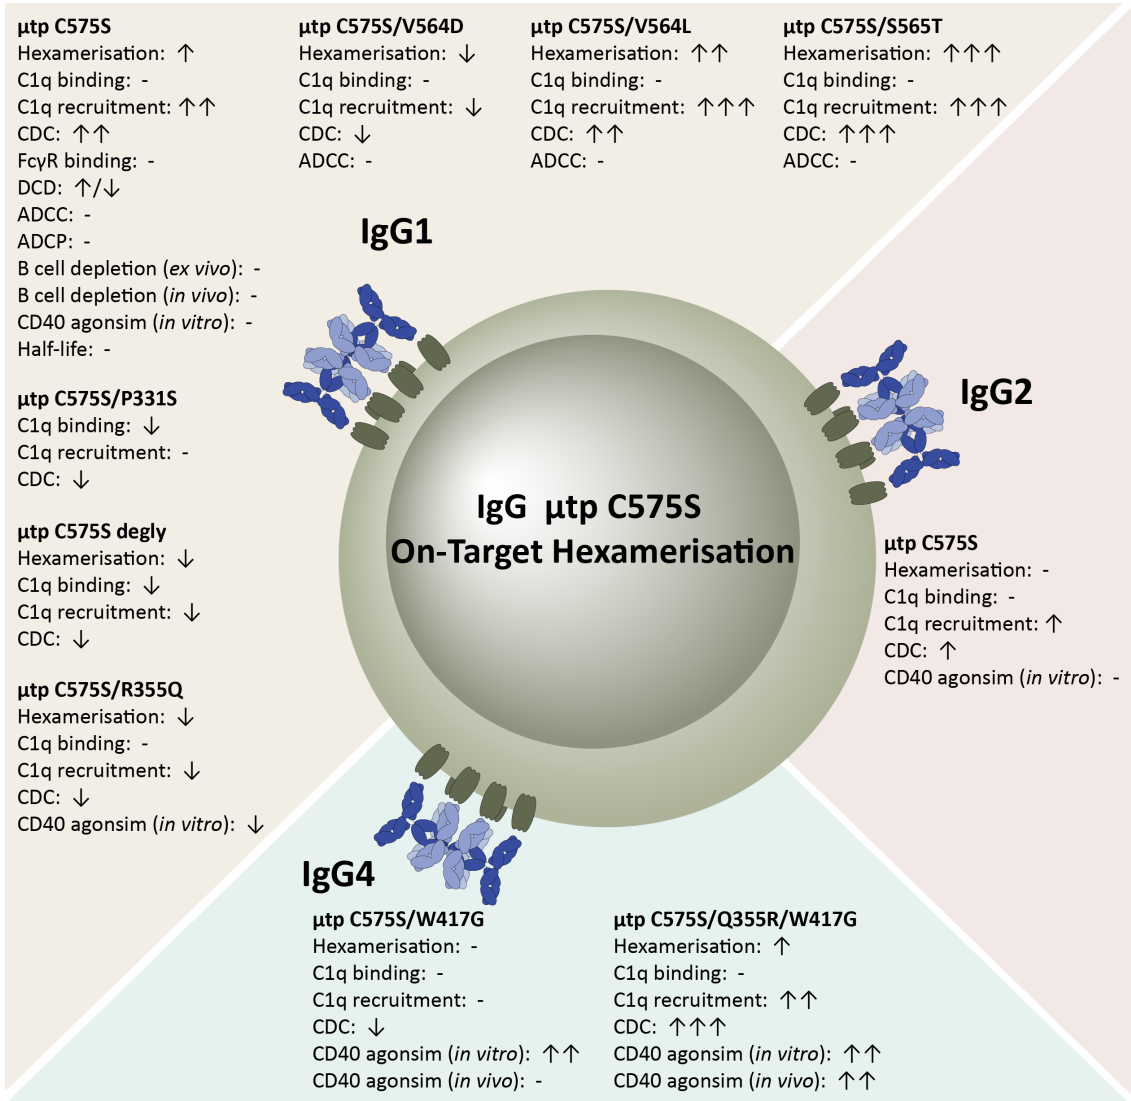 μtp C575S
Hexamerisation: ↑
C1q binding: -
C1q recruitment: ↑↑
CDC: ↑↑
FcγR binding: -
DCD: ↑/↓
ADCC: -
ADCP: -
B cell depletion (ex vivo): -
B cell depletion (in vivo): -
CD40 agonsim (in vitro): -
Half-life: -
μtp C575S/V564D
Hexamerisation: ↓
C1q binding: -
C1q recruitment: ↓
CDC: ↓
ADCC: -
μtp C575S/V564L
Hexamerisation: ↑↑
C1q binding: -
C1q recruitment: ↑↑↑
CDC: ↑↑
ADCC: -
μtp C575S/S565T
Hexamerisation: ↑↑↑
C1q binding: -
C1q recruitment: ↑↑↑
CDC: ↑↑↑
ADCC: -
IgG1
μtp C575S/P331S
C1q binding: ↓
C1q recruitment: -
CDC: ↓
μtp C575S degly
Hexamerisation: ↓
C1q binding: ↓
C1q recruitment: ↓
CDC: ↓
μtp C575S/R355Q
Hexamerisation: ↓
C1q binding: -
C1q recruitment: ↓
CDC: ↓
CD40 agonsim (in vitro): ↓
IgG μtp C575S
On-Target Hexamerisation
IgG2
μtp C575S
Hexamerisation: -
C1q binding: -
C1q recruitment: ↑
CDC: ↑
CD40 agonsim (in vitro): -
IgG4
μtp C575S/W417G
Hexamerisation: -
C1q binding: -
C1q recruitment: -
CDC: ↓
CD40 agonsim (in vitro): ↑↑
CD40 agonsim (in vivo): -
μtp C575S/Q355R/W417G
Hexamerisation: ↑
C1q binding: -
C1q recruitment: ↑↑
CDC: ↑↑↑
CD40 agonsim (in vitro): ↑↑
CD40 agonsim (in vivo): ↑↑